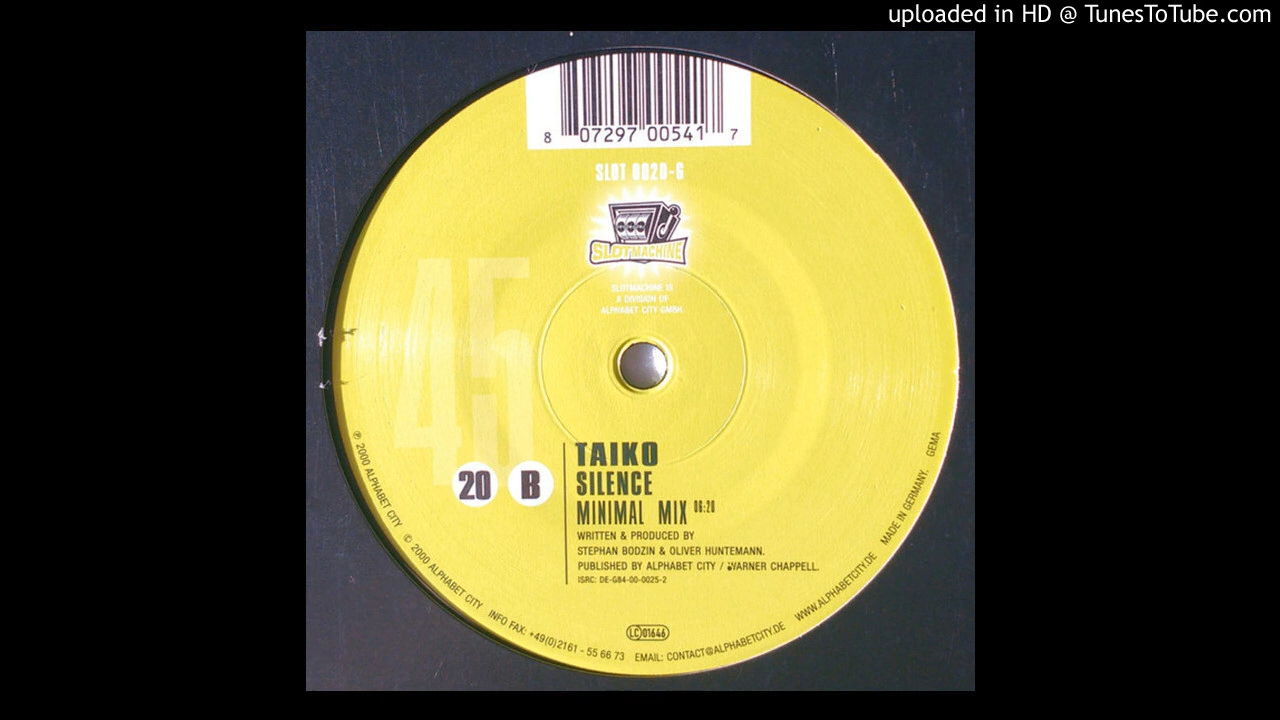 uploaded in HD @ TunesToTube.com
8 07297 00541 7
SLOT 0020-6
SLOTMACHINE
SLOTMACHINE IS
A DIVISION OF
ALPHABET CITY GMBH.
45
20 B
TAIKO
SILENCE
MINIMAL MIX 06:20
WRITTEN & PRODUCED BY
STEPHAN BODZIN & OLIVER HUNTEMANN.
PUBLISHED BY ALPHABET CITY / WARNER CHAPPELL.
ISRC: DE-G84-00-0025-2
LC 01646
℗ 2000 ALPHABET CITY © 2000 ALPHABET CITY INFO FAX: +49(0)2161 - 55 66 73 EMAIL: CONTACT@ALPHABETCITY.DE WWW.ALPHABETCITY.DE MADE IN GERMANY. GEMA